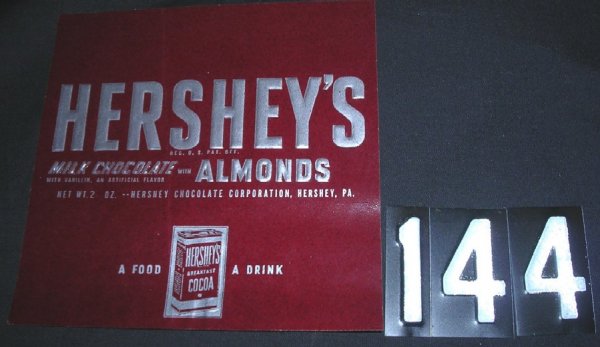 HERSHEY'S
REG. U. S. PAT. OFF.
MILK CHOCOLATE WITH ALMONDS
WITH VANILLIN, AN ARTIFICIAL FLAVOR
NET WT. 2 OZ. --HERSHEY CHOCOLATE CORPORATION, HERSHEY, PA.
HERSHEY'S
BREAKFAST
COCOA
A FOOD A DRINK
144